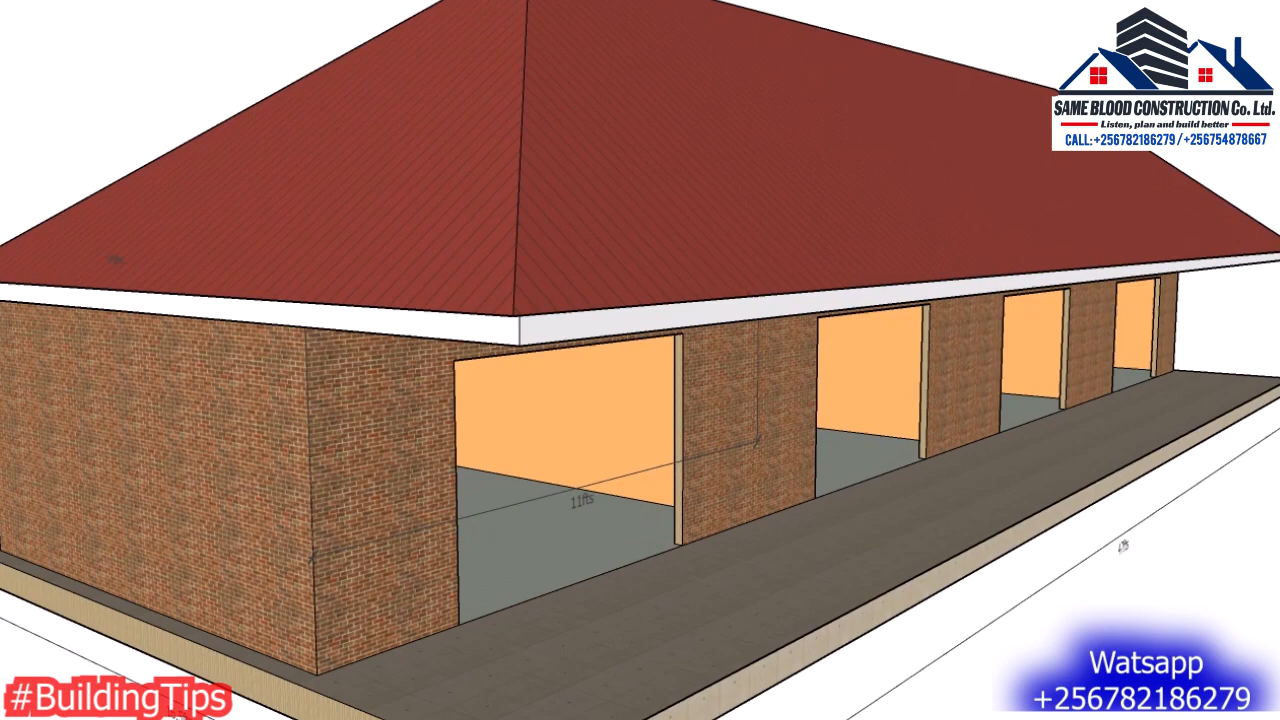 SAME BLOOD CONSTRUCTION Co. Ltd.
Listen, plan and build better
CALL: +256782186279 / +256754878667
11fts
#BuildingTips
Watsapp
+256782186279